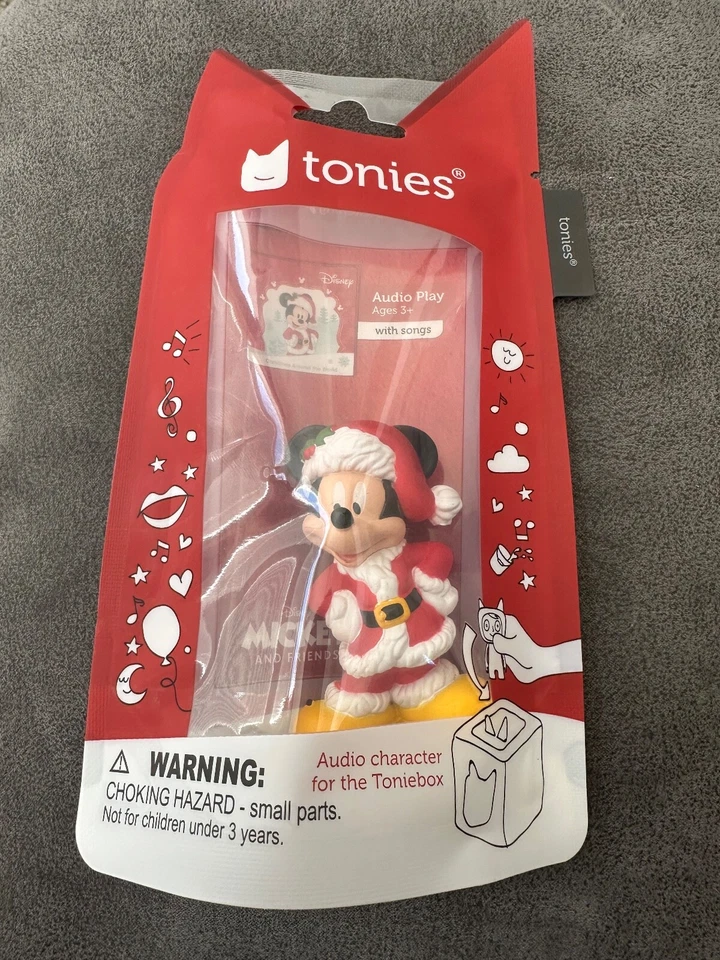 tonies®
tonies®
Disney
Audio Play
Ages 3+
with songs
Disney
MICKEY
AND FRIENDS
WARNING:
CHOKING HAZARD - small parts.
Not for children under 3 years.
Audio character
for the Toniebox